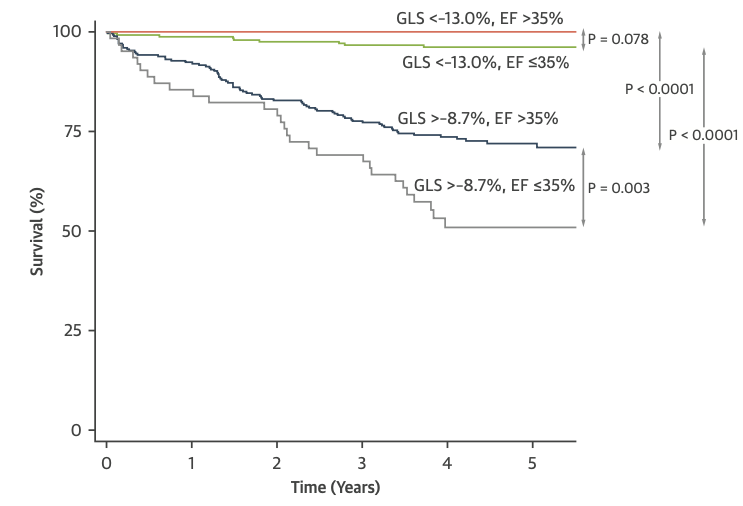 GLS <-13.0%, EF >35%
100
P = 0.078
GLS <-13.0%, EF ≤35%
P < 0.0001
GLS >-8.7%, EF >35%
75
P < 0.0001
GLS >-8.7%, EF ≤35%
P = 0.003
Survival (%)
50
25
0
0 1 2 3 4 5
Time (Years)